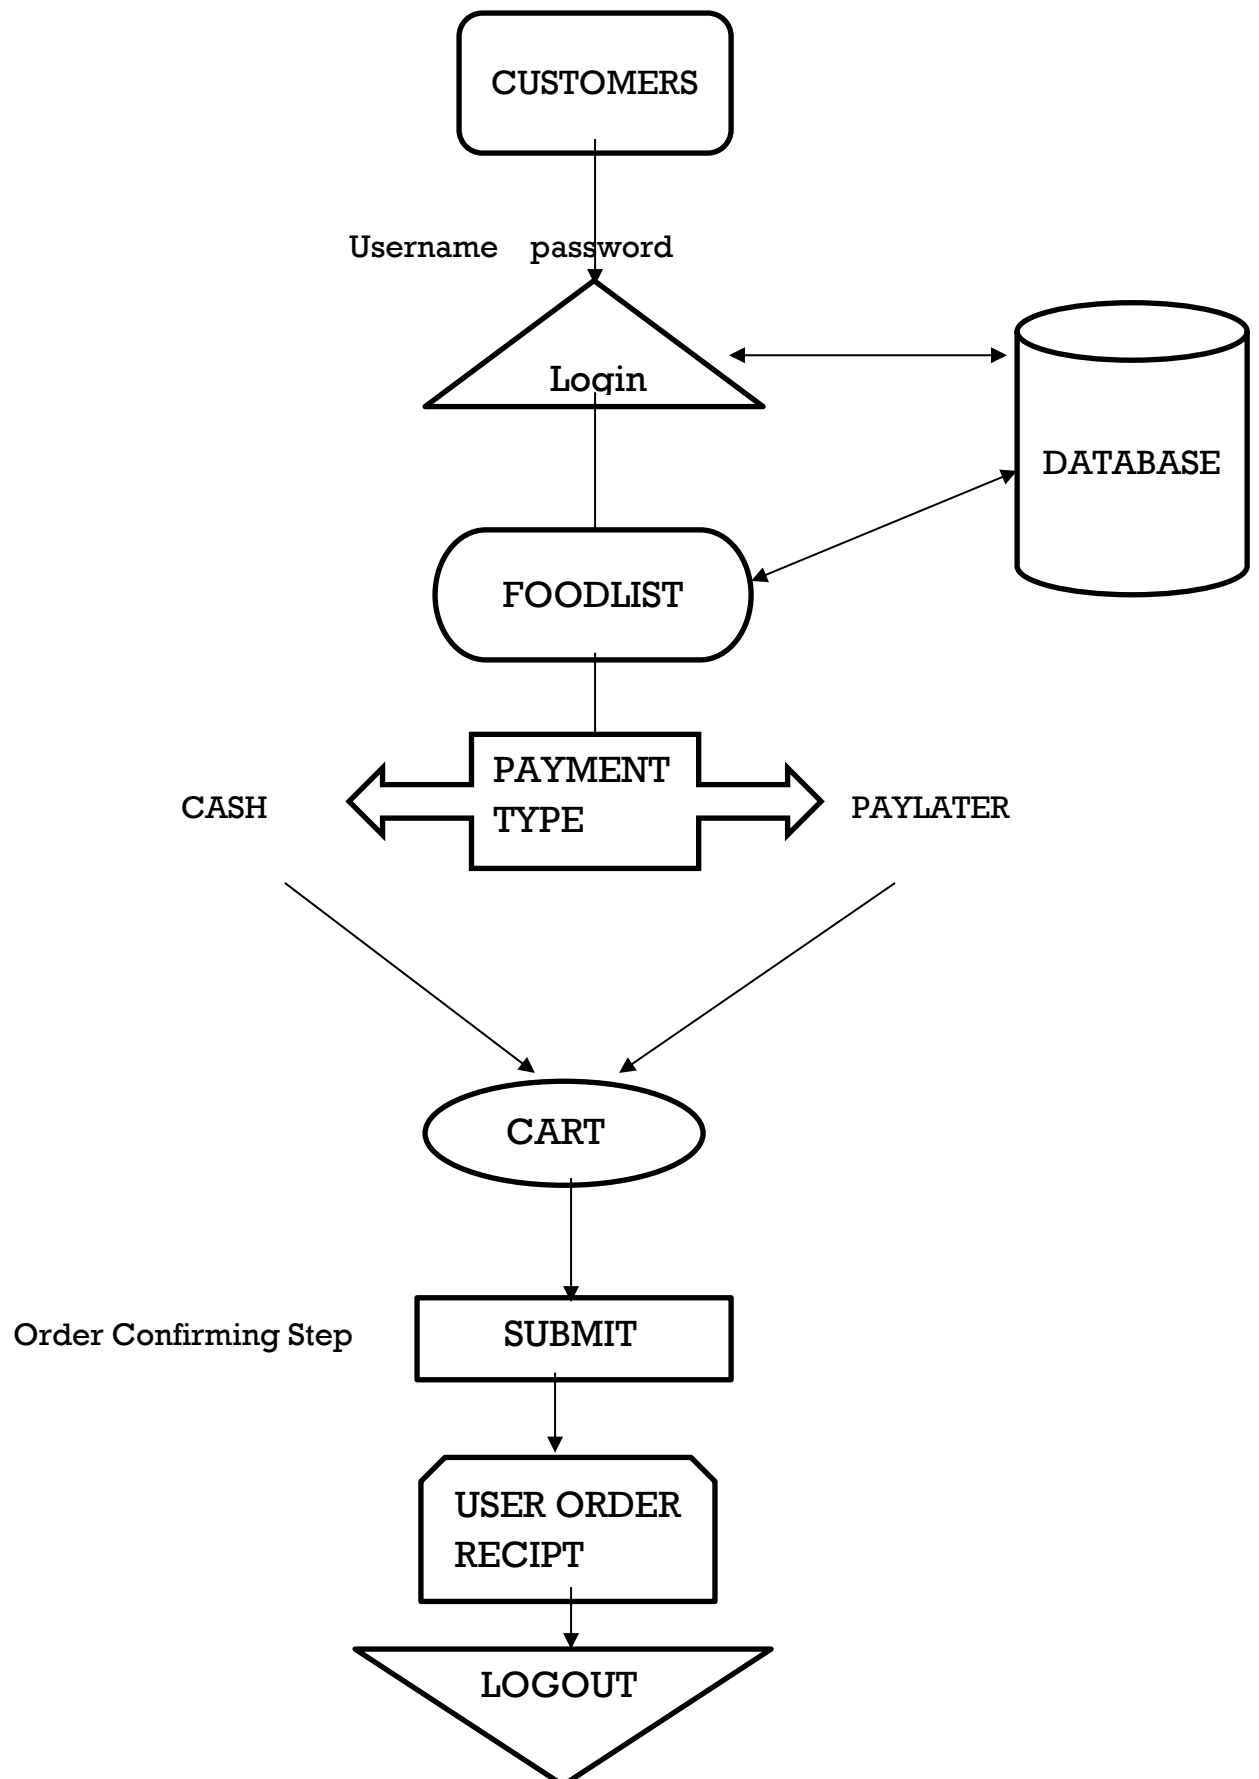 CUSTOMERS
Username password
Login
DATABASE
FOODLIST
PAYMENT
TYPE
CASH
PAYLATER
CART
Order Confirming Step
SUBMIT
USER ORDER
RECIPT
LOGOUT